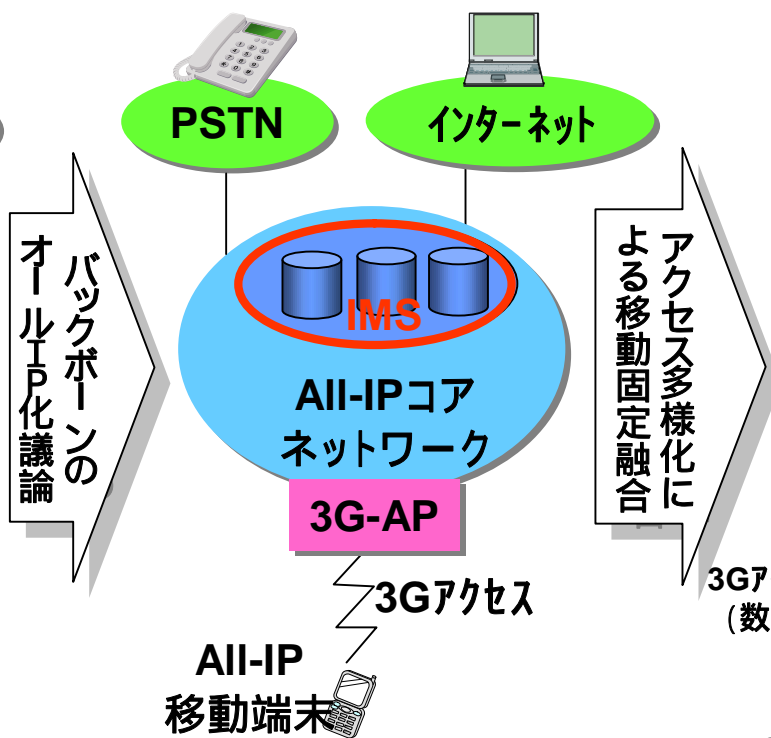 PSTN
インターネット
バックボーンの
オールIP化議論
IMS
All-IPコア
ネットワーク
3G-AP
3Gアクセス
All-IP
移動端末
アクセス多様化に
よる移動固定融合
3Gア
(数